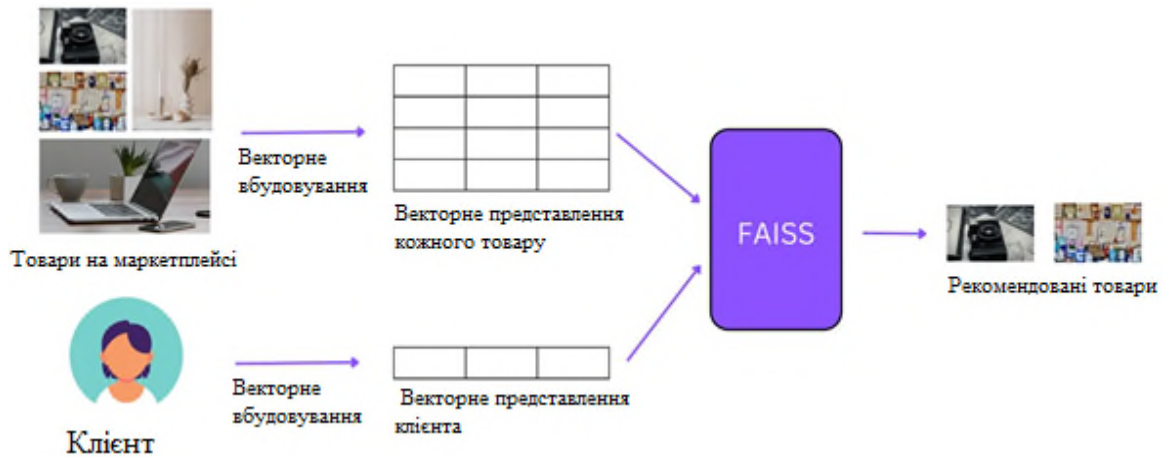 Товари на маркетплейсі
Векторне
вбудовування
Векторне представлення
кожного товару
FAISS
Рекомендовані товари
Клієнт
Векторне
вбудовування
Векторне представлення
клієнта